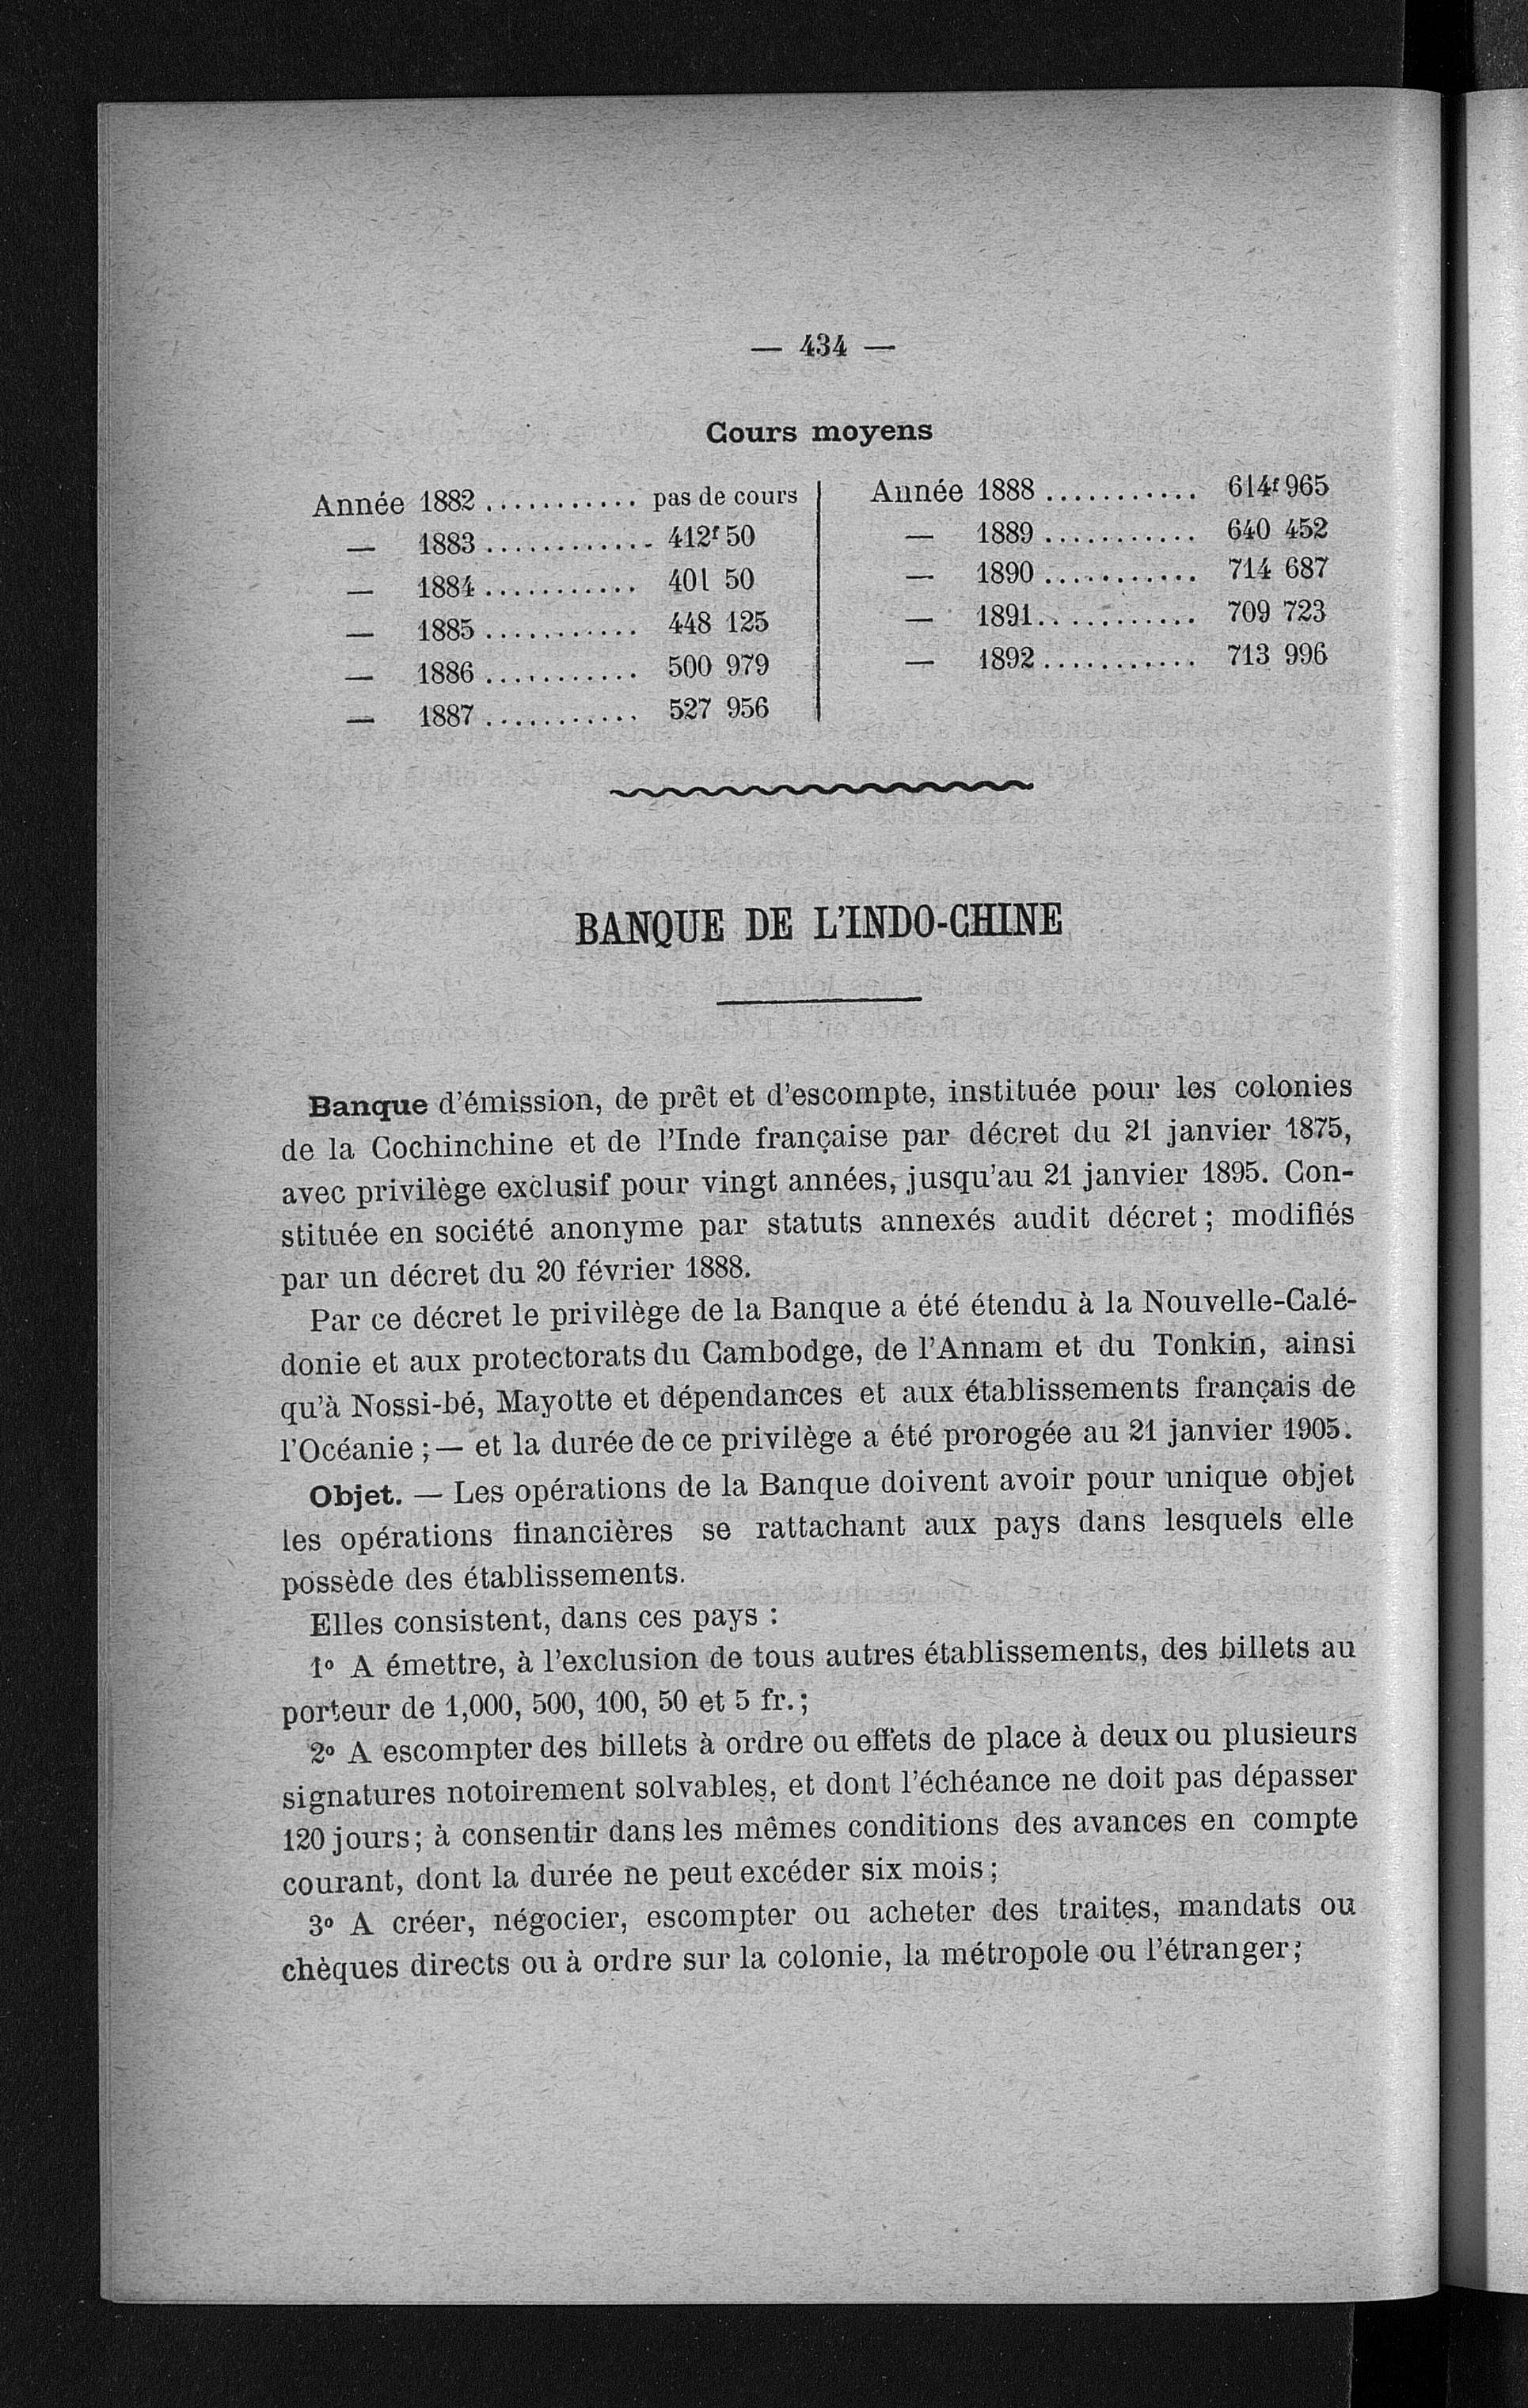 — 434 —
Cours moyens
Année 1882 ........... pas de cours
— 1883 ............ 412f 50
— 1884 ........... 401 50
— 1885 ........... 448 125
— 1886 ........... 500 979
— 1887 ........... 527 956
Année 1888 ........... 614f 965
— 1889 ........... 640 452
— 1890 ........... 714 687
— 1891 ........... 709 723
— 1892 ........... 713 996
BANQUE DE L'INDO-CHINE
Banque d'émission, de prêt et d'escompte, instituée pour les colonies
de la Cochinchine et de l'Inde française par décret du 21 janvier 1875,
avec privilège exclusif pour vingt années, jusqu'au 21 janvier 1895. Con-
stituée en société anonyme par statuts annexés audit décret ; modifiés
par un décret du 20 février 1888.
Par ce décret le privilège de la Banque a été étendu à la Nouvelle-Calé-
donie et aux protectorats du Cambodge, de l'Annam et du Tonkin, ainsi
qu'à Nossi-bé, Mayotte et dépendances et aux établissements français de
l'Océanie ; — et la durée de ce privilège a été prorogée au 21 janvier 1905.
Objet. — Les opérations de la Banque doivent avoir pour unique objet
les opérations financières se rattachant aux pays dans lesquels elle
possède des établissements.
Elles consistent, dans ces pays :
1º A émettre, à l'exclusion de tous autres établissements, des billets au
porteur de 1,000, 500, 100, 50 et 5 fr. ;
2º A escompter des billets à ordre ou effets de place à deux ou plusieurs
signatures notoirement solvables, et dont l'échéance ne doit pas dépasser
120 jours ; à consentir dans les mêmes conditions des avances en compte
courant, dont la durée ne peut excéder six mois ;
3º A créer, négocier, escompter ou acheter des traites, mandats ou
chèques directs ou à ordre sur la colonie, la métropole ou l'étranger ;